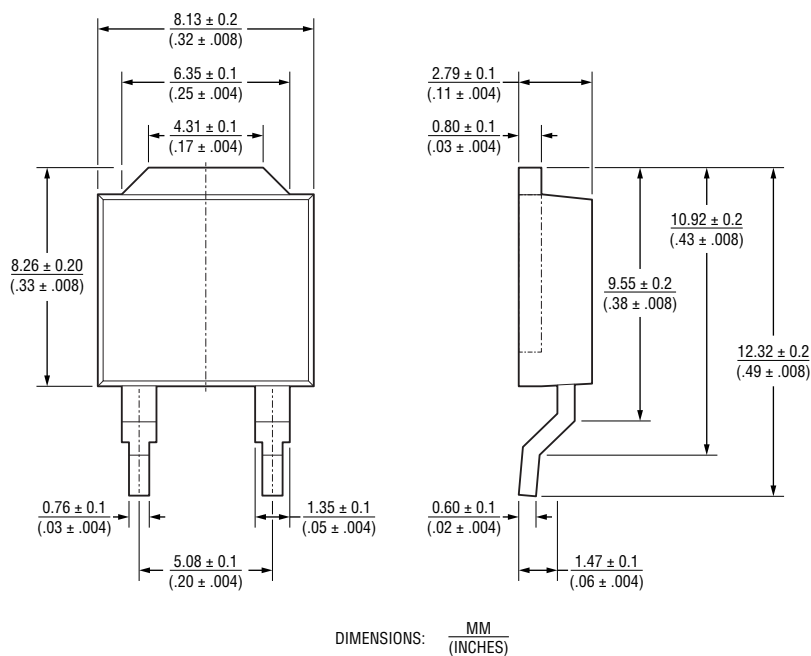 8.13 ± 0.2
(.32 ± .008)
6.35 ± 0.1
(.25 ± .004)
4.31 ± 0.1
(.17 ± .004)
8.26 ± 0.20
(.33 ± .008)
0.76 ± 0.1
(.03 ± .004)
1.35 ± 0.1
(.05 ± .004)
5.08 ± 0.1
(.20 ± .004)
2.79 ± 0.1
(.11 ± .004)
0.80 ± 0.1
(.03 ± .004)
10.92 ± 0.2
(.43 ± .008)
9.55 ± 0.2
(.38 ± .008)
12.32 ± 0.2
(.49 ± .008)
0.60 ± 0.1
(.02 ± .004)
1.47 ± 0.1
(.06 ± .004)
DIMENSIONS: MM
(INCHES)